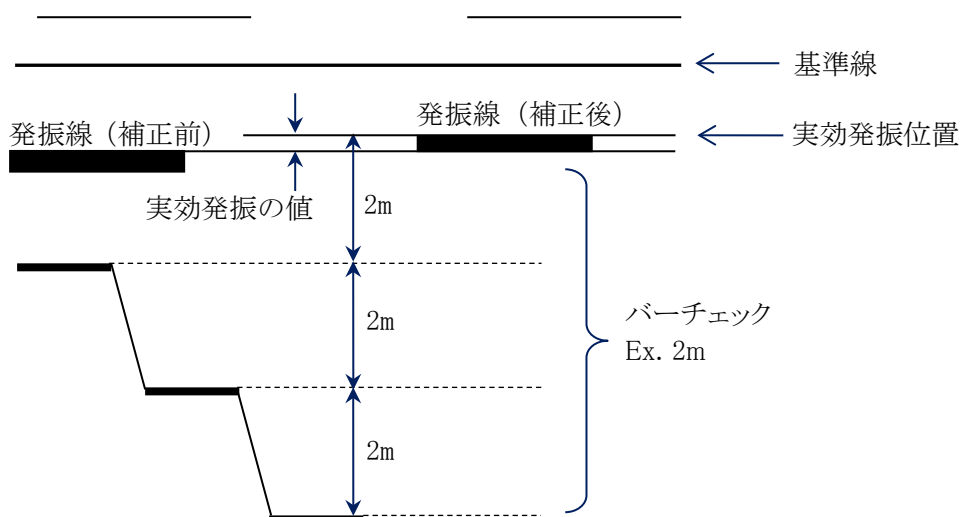 基準線
発振線（補正後）
発振線（補正前）
実効発振位置
実効発振の値
2m
2m
バーチェック
Ex. 2m
2m